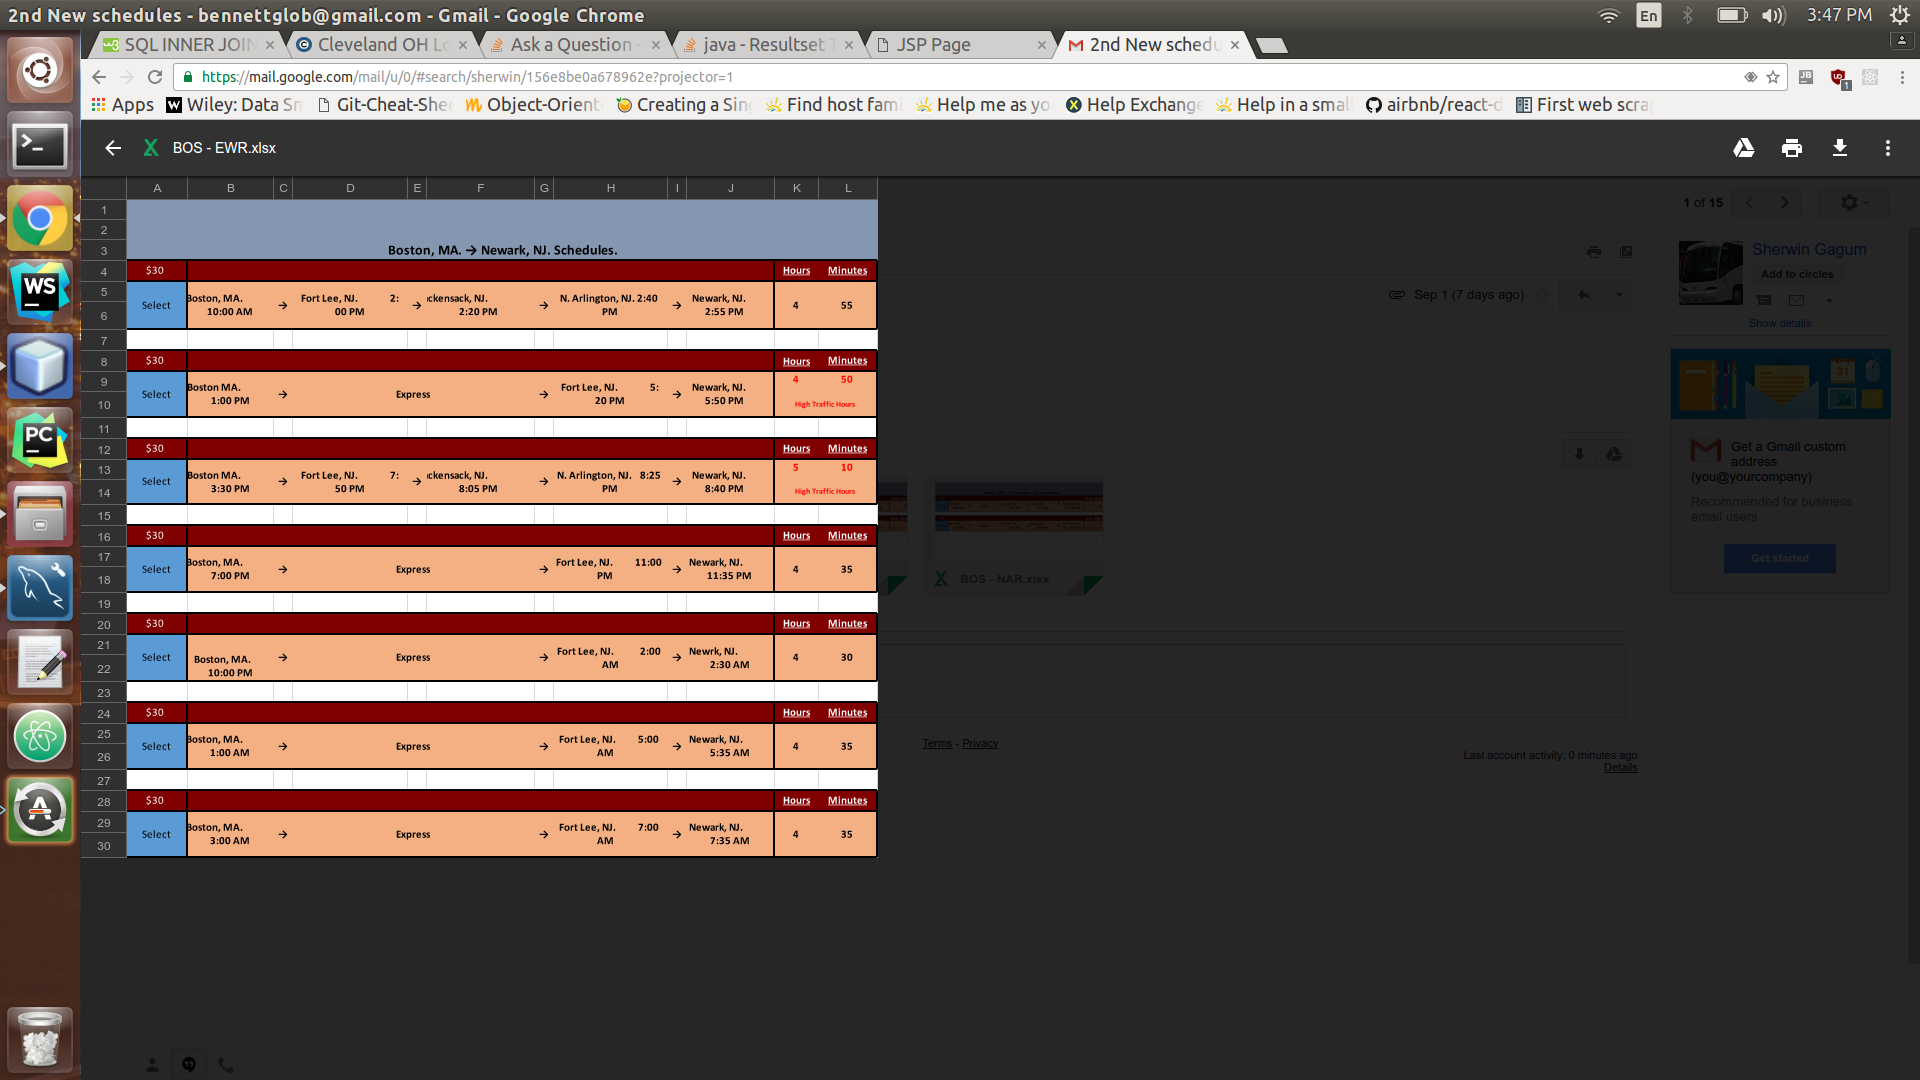 2nd New schedules - bennettglob@gmail.com - Gmail - Google Chrome
En 3:47 PM
SQL INNER JOIN × Cleveland OH Lo × Ask a Question - × java - Resultset T × JSP Page × 2nd New schedu ×
https://mail.google.com/mail/u/0/#search/sherwin/156e8be0a678962e?projector=1
Apps Wiley: Data Sm Git-Cheat-Shee Object-Orient Creating a Sin Find host fami Help me as yo Help Exchange Help in a smal airbnb/react-d First web scra
BOS - EWR.xlsx
A B C D E F G H I J K L
1
2
3 Boston, MA. → Newark, NJ. Schedules.
4 $30 Hours Minutes
5 Select Boston, MA. → Fort Lee, NJ. 2: → ckensack, NJ. → N. Arlington, NJ. 2:40 → Newark, NJ. 4 55
6 10:00 AM 00 PM 2:20 PM PM 2:55 PM
7
8 $30 Hours Minutes
9 Select Boston MA. → Express → Fort Lee, NJ. 5: → Newark, NJ. 4 50
10 1:00 PM 20 PM 5:50 PM High Traffic Hours
11
12 $30 Hours Minutes
13 Select Boston MA. → Fort Lee, NJ. 7: → ckensack, NJ. → N. Arlington, NJ. 8:25 → Newark, NJ. 5 10
14 3:30 PM 50 PM 8:05 PM PM 8:40 PM High Traffic Hours
15
16 $30 Hours Minutes
17 Select Boston, MA. → Express → Fort Lee, NJ. 11:00 → Newark, NJ. 4 35
18 7:00 PM PM 11:35 PM
19
20 $30 Hours Minutes
21 Select Boston, MA. → Express → Fort Lee, NJ. 2:00 → Newrk, NJ. 4 30
22 10:00 PM AM 2:30 AM
23
24 $30 Hours Minutes
25 Select Boston, MA. → Express → Fort Lee, NJ. 5:00 → Newark, NJ. 4 35
26 1:00 AM AM 5:35 AM
27
28 $30 Hours Minutes
29 Select Boston, MA. → Express → Fort Lee, NJ. 7:00 → Newark, NJ. 4 35
30 3:00 AM AM 7:35 AM
1 of 15
Sherwin Gagum
Add to circles
Show details
Sep 1 (7 days ago)
31
Get a Gmail custom
address
(you@yourcompany)
Recommended for business
email users
Get started
BOS - NAR.xlsx
Terms - Privacy
Last account activity: 0 minutes ago
Details
WS
PC